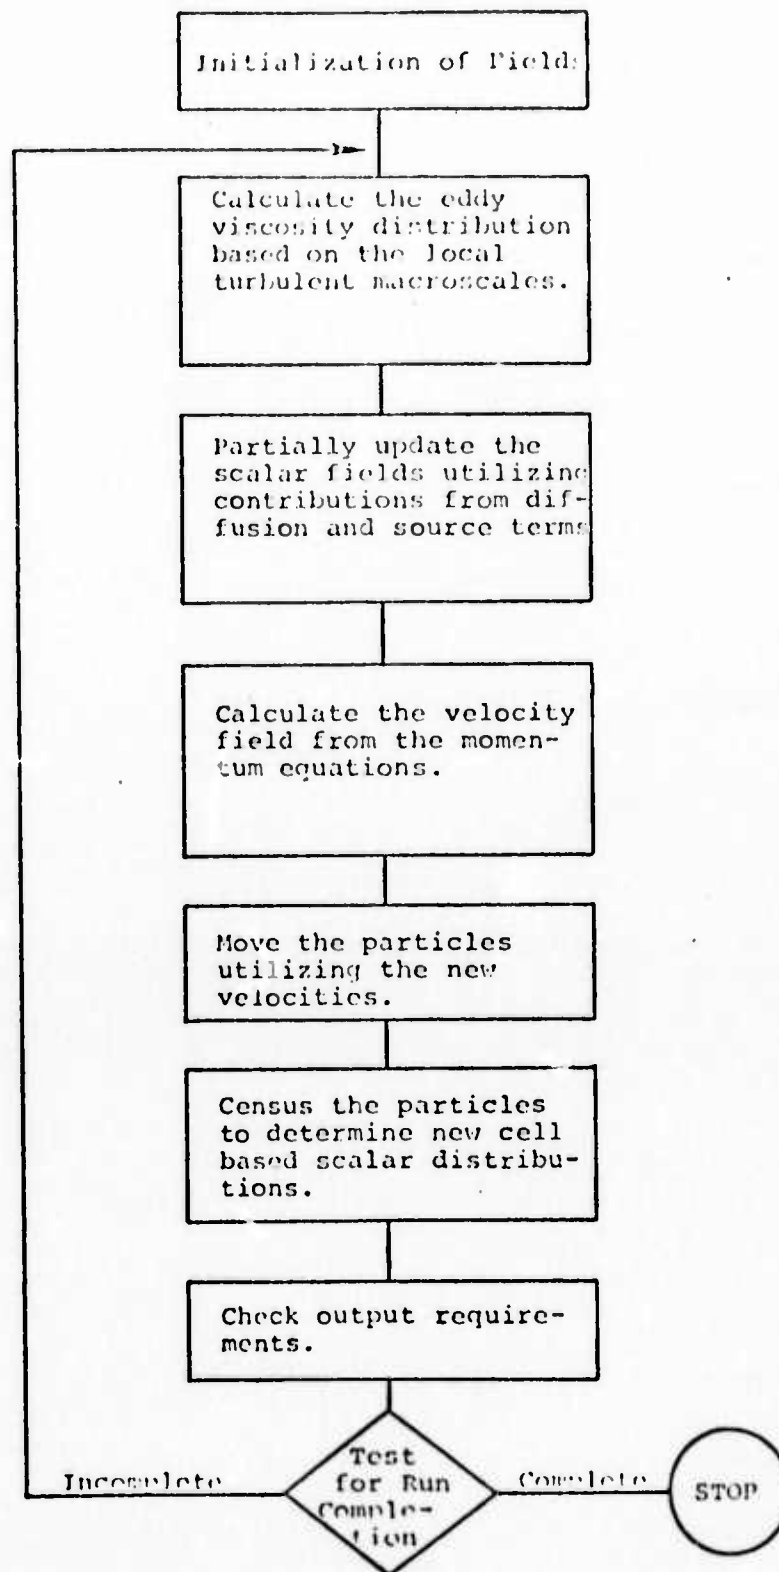 Initialization of Fields
Calculate the eddy
viscosity distribution
based on the local
turbulent macroscales.
Partially update the
scalar fields utilizing
contributions from dif-
fusion and source terms
Calculate the velocity
field from the momen-
tum equations.
Move the particles
utilizing the new
velocities.
Census the particles
to determine new cell
based scalar distribu-
tions.
Check output require-
ments.
Test
for Run
Comple-
tion
Incomplete
Complete
STOP